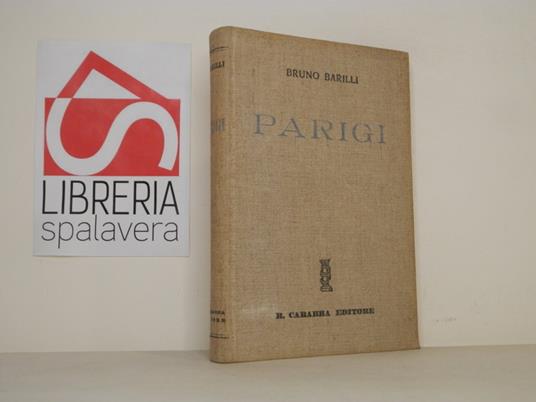 LIBRERIA
spalavera
BRUNO BARILLI
PARIGI
R. CARABBA EDITORE